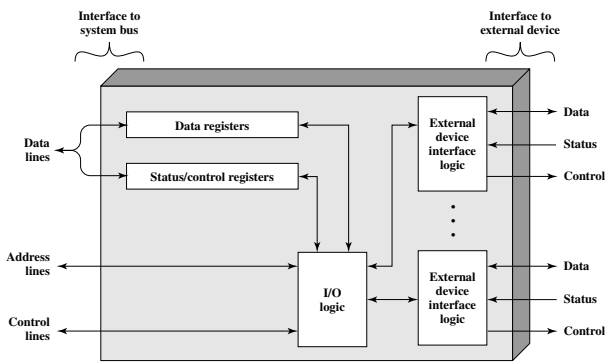 Interface to
system bus
Interface to
external device
Data
lines
Data registers
Status/control registers
External
device
interface
logic
Data
Status
Control
Address
lines
Control
lines
I/O
logic
External
device
interface
logic
Data
Status
Control